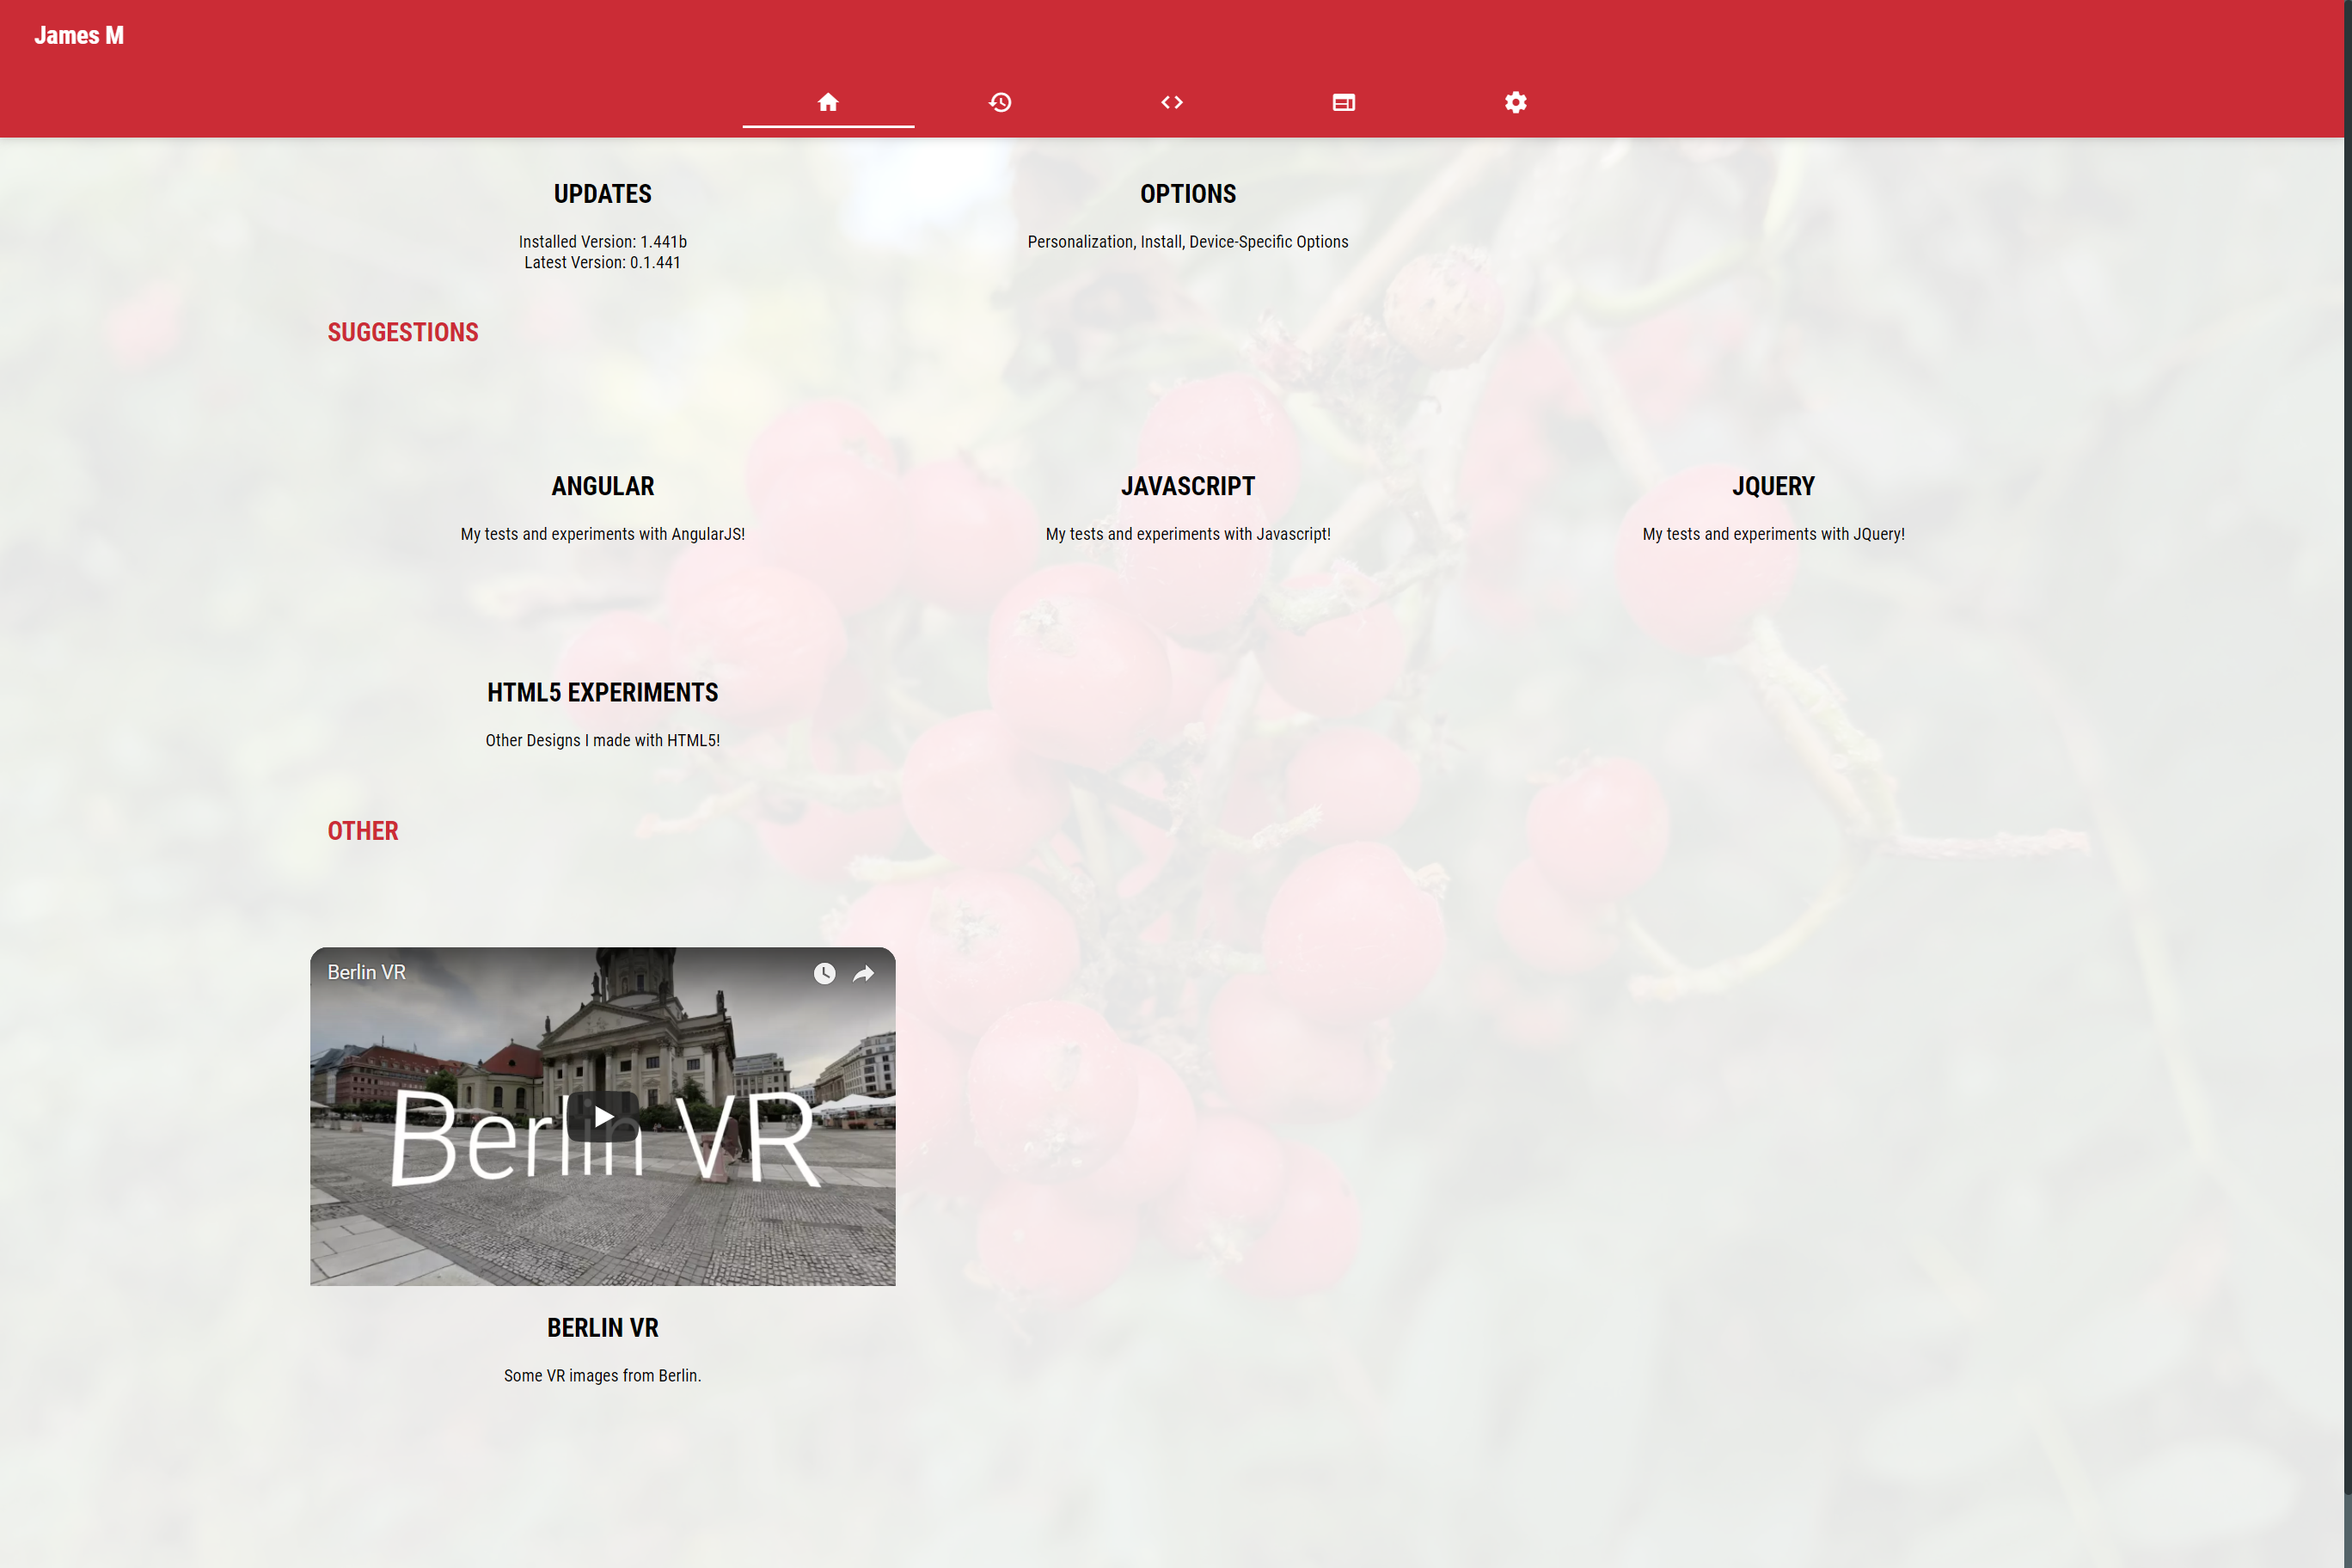 James M
UPDATES
Installed Version: 1.441b
Latest Version: 0.1.441
OPTIONS
Personalization, Install, Device-Specific Options
SUGGESTIONS
ANGULAR
My tests and experiments with AngularJS!
JAVASCRIPT
My tests and experiments with Javascript!
JQUERY
My tests and experiments with JQuery!
HTML5 EXPERIMENTS
Other Designs I made with HTML5!
OTHER
Berlin VR
Berlin VR
BERLIN VR
Some VR images from Berlin.